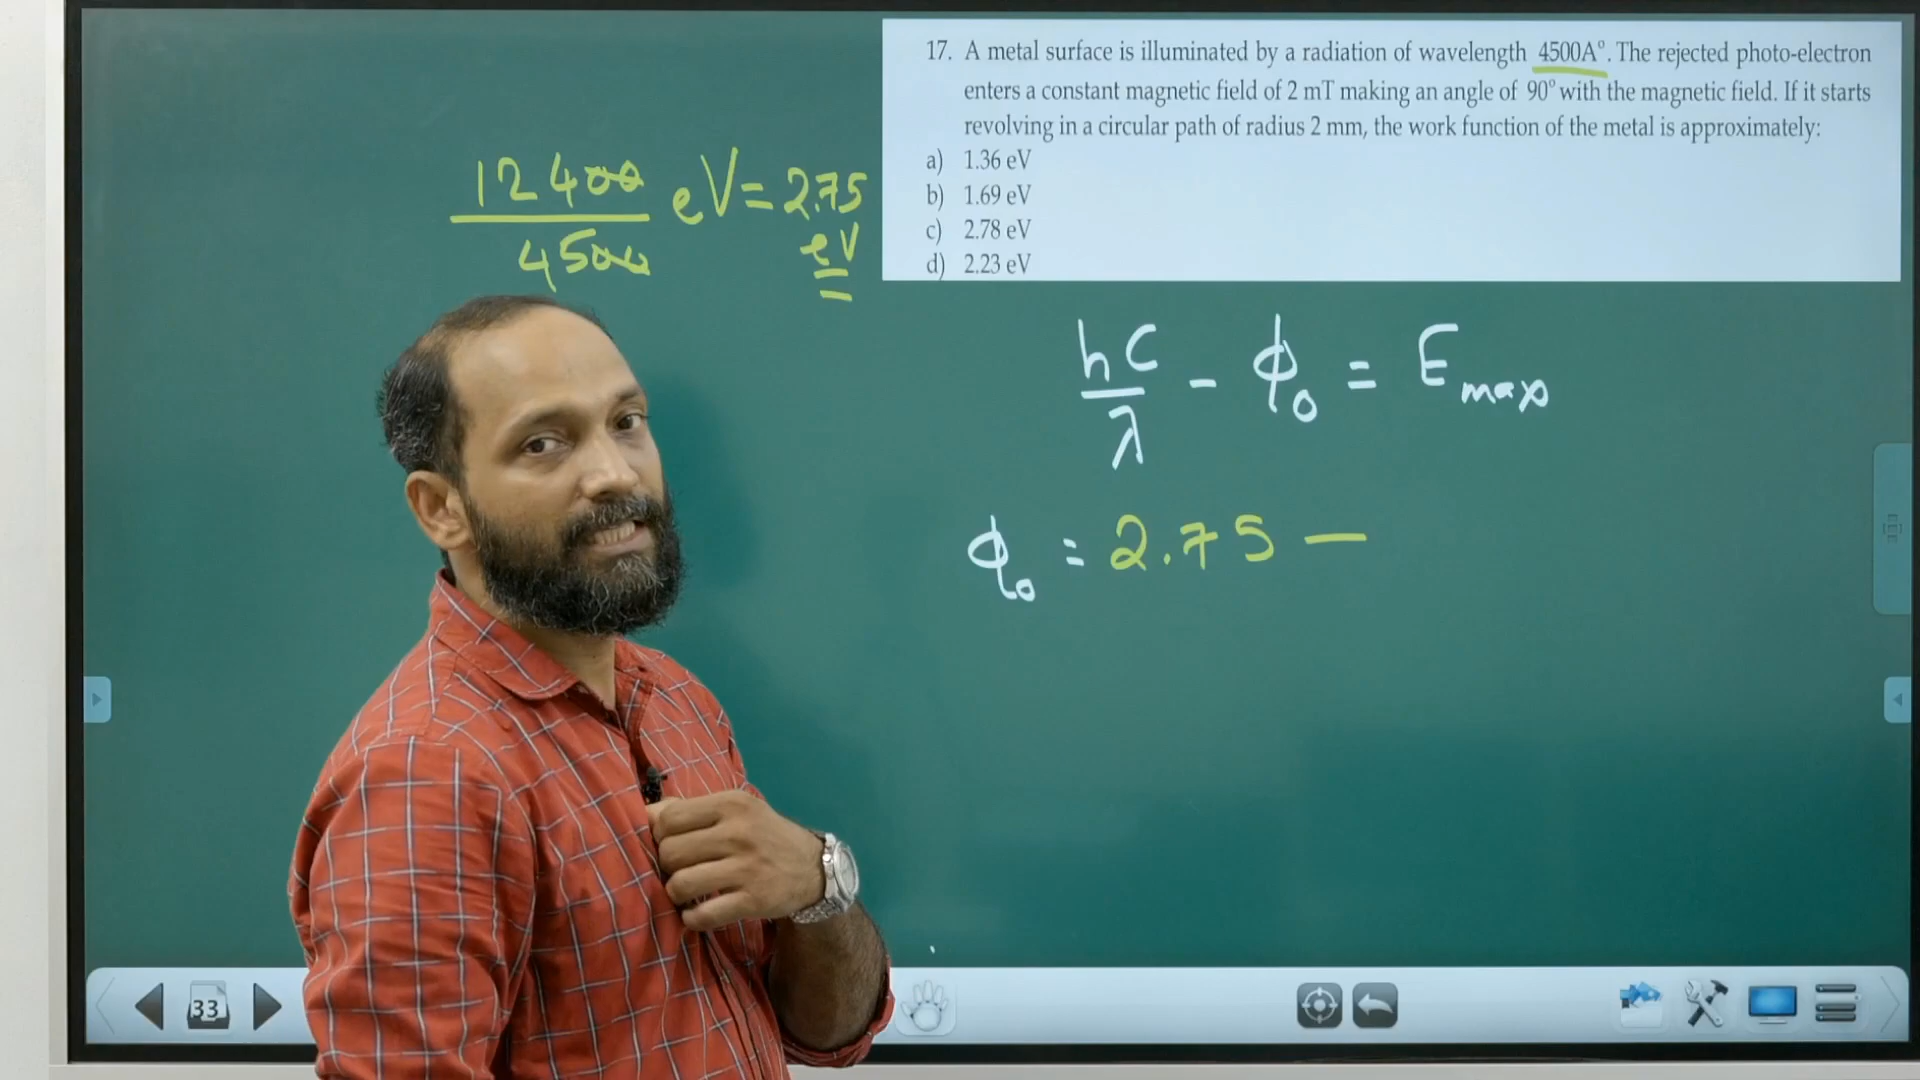 17. A metal surface is illuminated by a radiation of wavelength 4500A°. The rejected photo-electron
enters a constant magnetic field of 2 mT making an angle of 90° with the magnetic field. If it starts
revolving in a circular path of radius 2 mm, the work function of the metal is approximately:
a) 1.36 eV
b) 1.69 eV
c) 2.78 eV
d) 2.23 eV
12400 eV = 2.75
4500 eV
hc/λ - ϕ₀ = Emax
ϕ₀ = 2.75 —
33